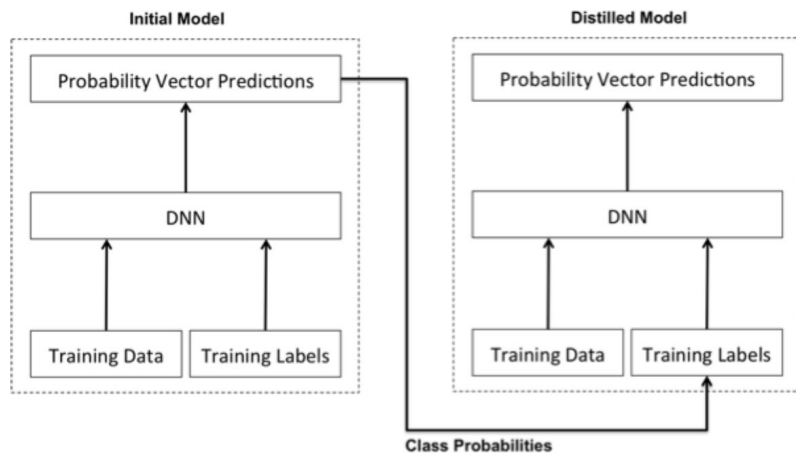 Initial Model
Probability Vector Predictions
DNN
Training Data
Training Labels
Distilled Model
Probability Vector Predictions
DNN
Training Data
Training Labels
Class Probabilities